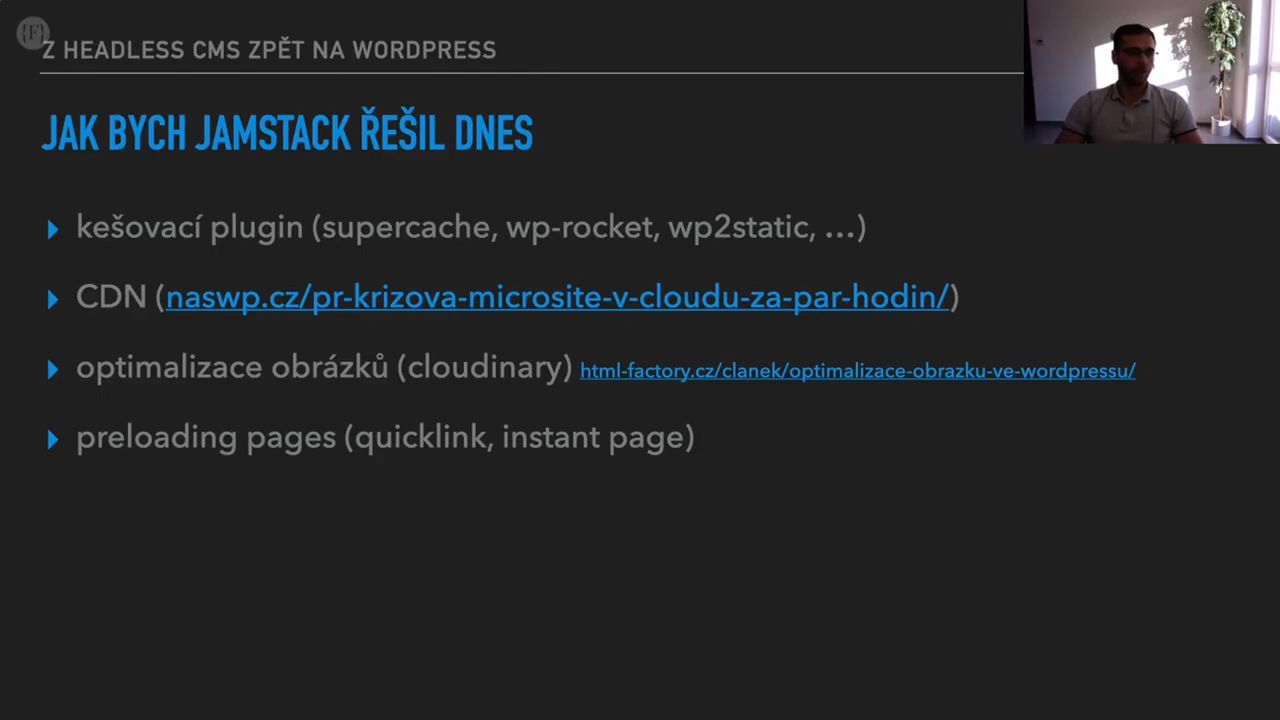 {F}
Z HEADLESS CMS ZPĚT NA WORDPRESS
JAK BYCH JAMSTACK ŘEŠIL DNES
kešovací plugin (supercache, wp-rocket, wp2static, …)
CDN (naswp.cz/pr-krizova-microsite-v-cloudu-za-par-hodin/)
optimalizace obrázků (cloudinary) html-factory.cz/clanek/optimalizace-obrazku-ve-wordpressu/
preloading pages (quicklink, instant page)